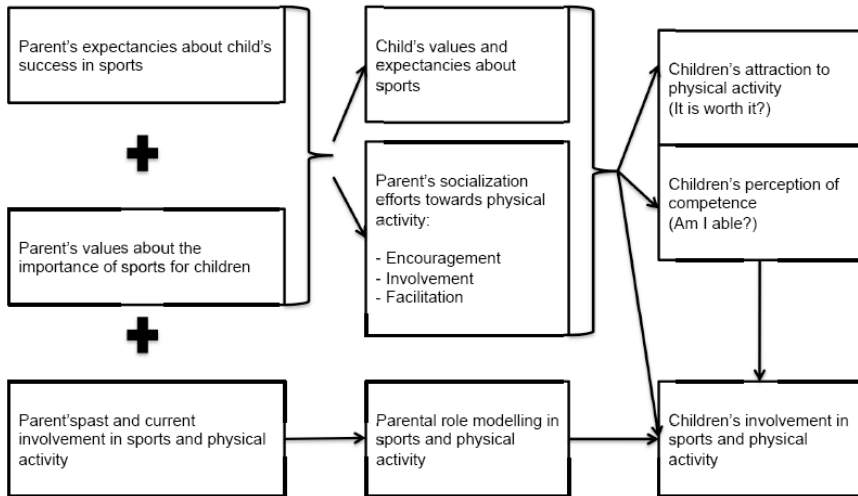 Parent's expectancies about child's
success in sports
Parent's values about the
importance of sports for children
Parent'spast and current
involvement in sports and physical
activity
Child's values and
expectancies about
sports
Parent's socialization
efforts towards physical
activity:
- Encouragement
- Involvement
- Facilitation
Parental role modelling in
sports and physical
activity
Children's attraction to
physical activity
(It is worth it?)
Children's perception of
competence
(Am I able?)
Children's involvement in
sports and physical
activity